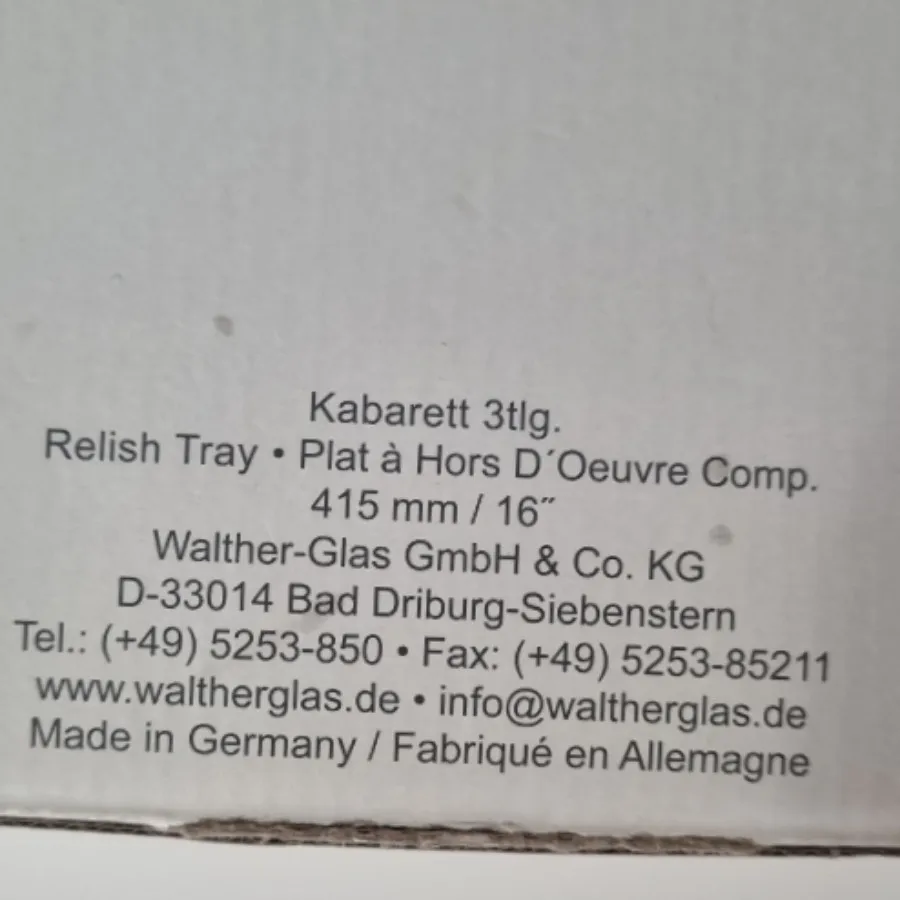 Kabarett 3tlg.
Relish Tray • Plat à Hors D´Oeuvre Comp.
415 mm / 16˝
Walther-Glas GmbH & Co. KG
D-33014 Bad Driburg-Siebenstern
Tel.: (+49) 5253-850 • Fax: (+49) 5253-85211
www.waltherglas.de • info@waltherglas.de
Made in Germany / Fabriqué en Allemagne